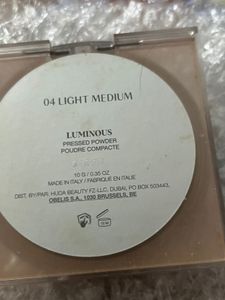 04 LIGHT MEDIUM
LUMINOUS
PRESSED POWDER
POUDRE COMPACTE
10 G / 0.35 OZ
MADE IN ITALY / FABRIQUÉ EN ITALIE
DIST. BY/PAR: HUDA BEAUTY FZ-LLC, DUBAI, PO BOX 503443,
OBELIS S.A., 1030 BRUSSELS, BE